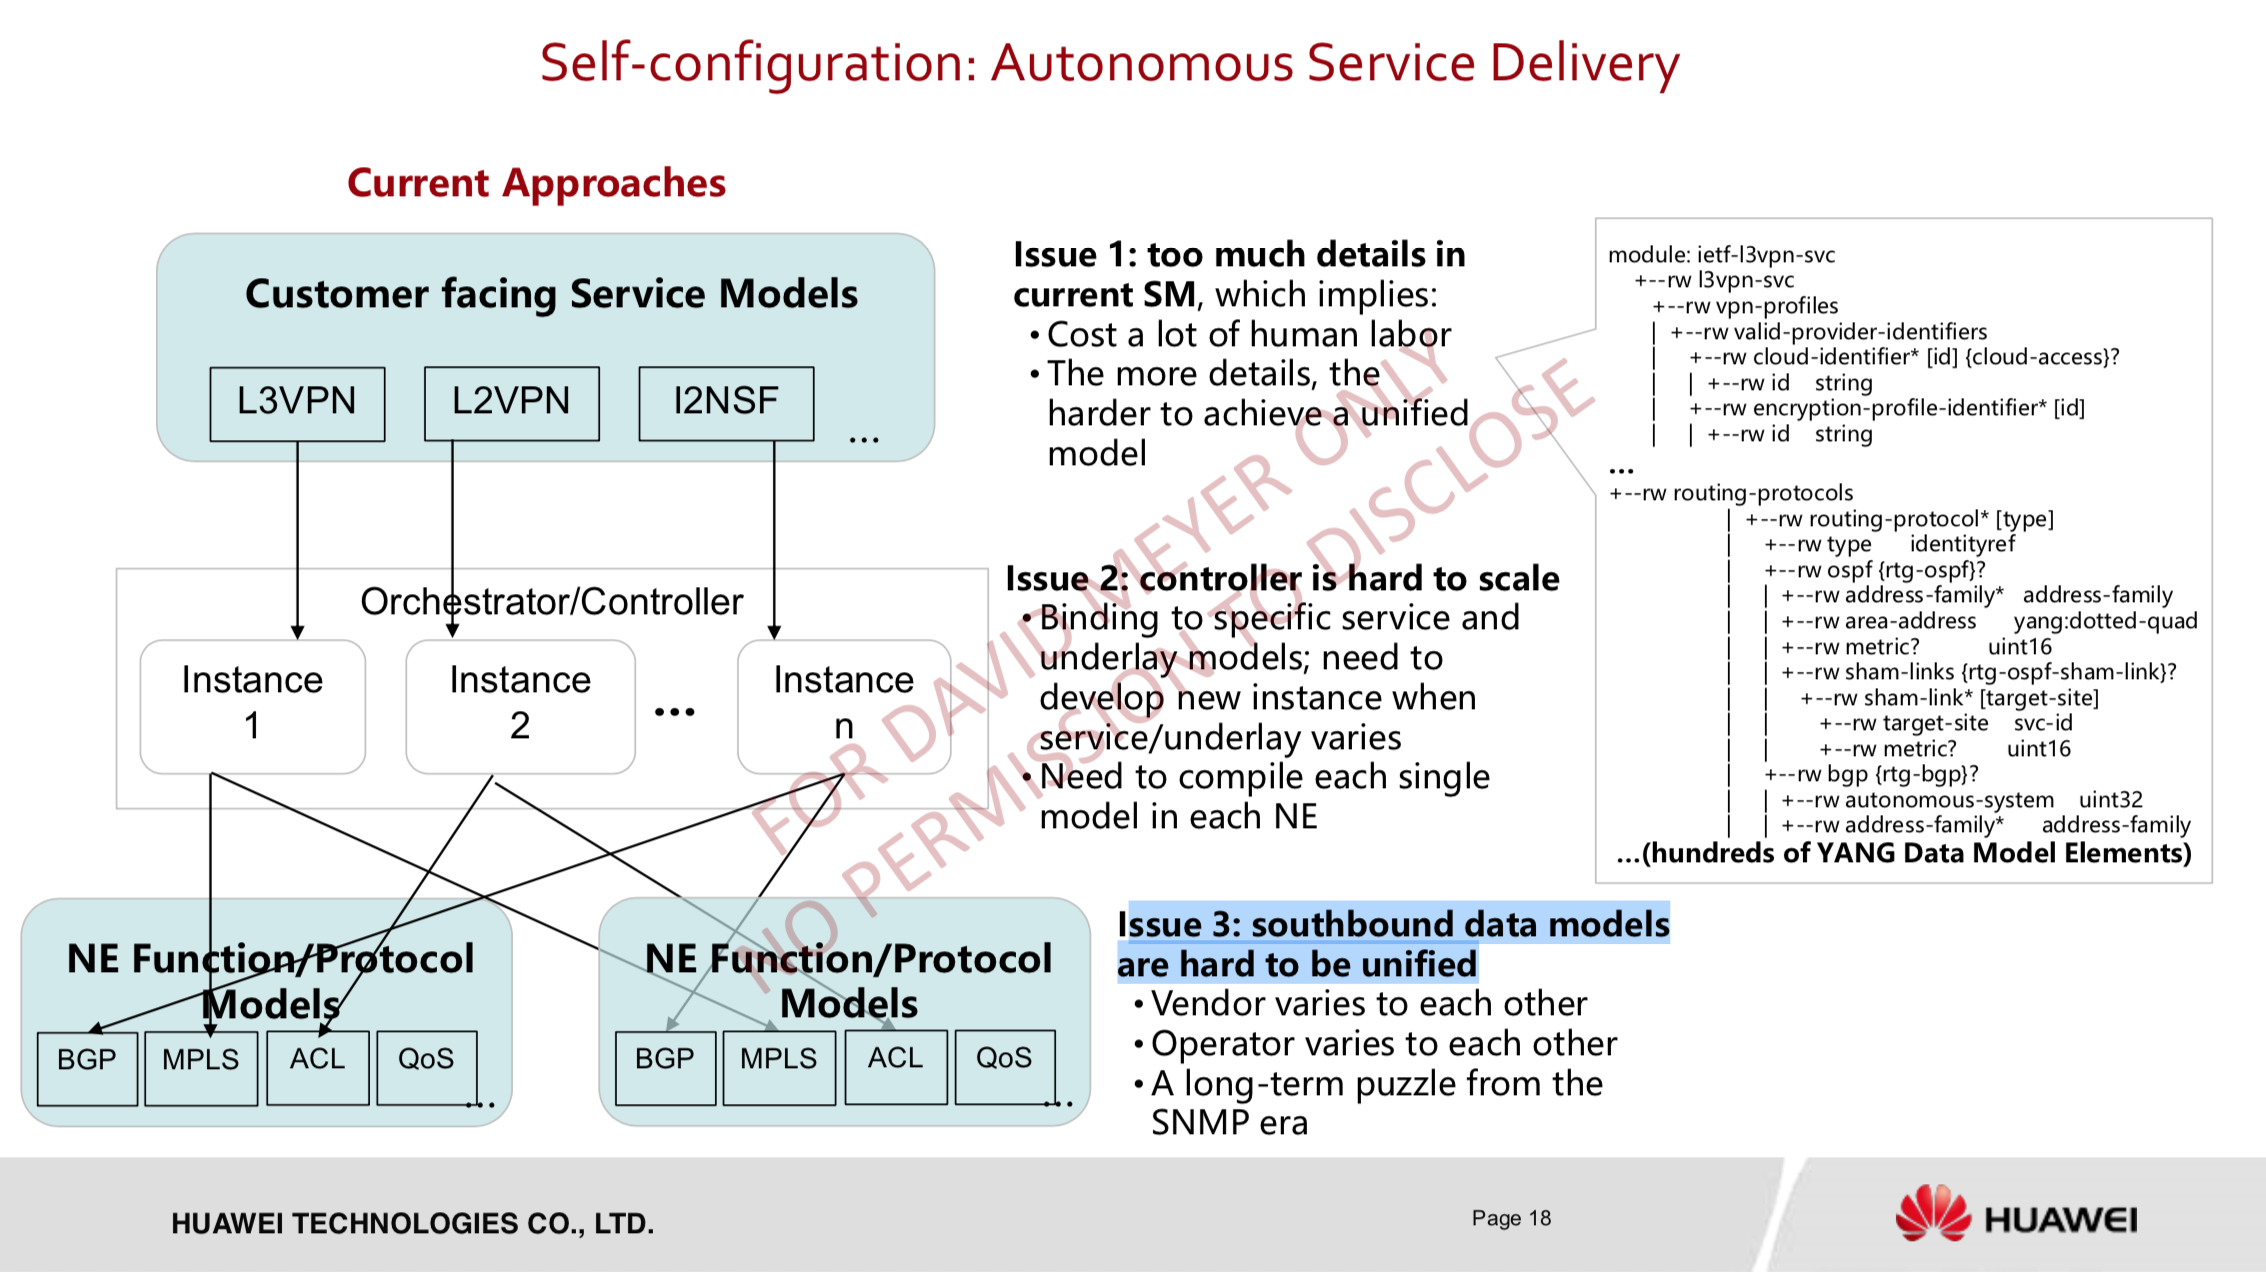 Self-configuration: Autonomous Service Delivery
Current Approaches
Customer facing Service Models
L3VPN
L2VPN
I2NSF
...
Orchestrator/Controller
Instance
1
Instance
2
...
Instance
n
NE Function/Protocol
Models
BGP
MPLS
ACL
QoS
...
NE Function/Protocol
Models
BGP
MPLS
ACL
QoS
...
Issue 1: too much details in
current SM, which implies:
• Cost a lot of human labor
• The more details, the
harder to achieve a unified
model
Issue 2: controller is hard to scale
• Binding to specific service and
underlay models; need to
develop new instance when
service/underlay varies
• Need to compile each single
model in each NE
Issue 3: southbound data models
are hard to be unified
• Vendor varies to each other
• Operator varies to each other
• A long-term puzzle from the
SNMP era
module: ietf-l3vpn-svc
+--rw l3vpn-svc
+--rw vpn-profiles
| +--rw valid-provider-identifiers
| +--rw cloud-identifier* [id] {cloud-access}?
| | +--rw id string
| +--rw encryption-profile-identifier* [id]
| | +--rw id string
...
+--rw routing-protocols
| +--rw routing-protocol* [type]
| +--rw type identityref
| +--rw ospf {rtg-ospf}?
| | +--rw address-family* address-family
| | +--rw area-address yang:dotted-quad
| | +--rw metric? uint16
| | +--rw sham-links {rtg-ospf-sham-link}?
| | +--rw sham-link* [target-site]
| | +--rw target-site svc-id
| | +--rw metric? uint16
| +--rw bgp {rtg-bgp}?
| | +--rw autonomous-system uint32
| | +--rw address-family* address-family
...(hundreds of YANG Data Model Elements)
FOR DAVID MEYER ONLY
NO PERMISSION TO DISCLOSE
HUAWEI TECHNOLOGIES CO., LTD.
Page 18
HUAWEI